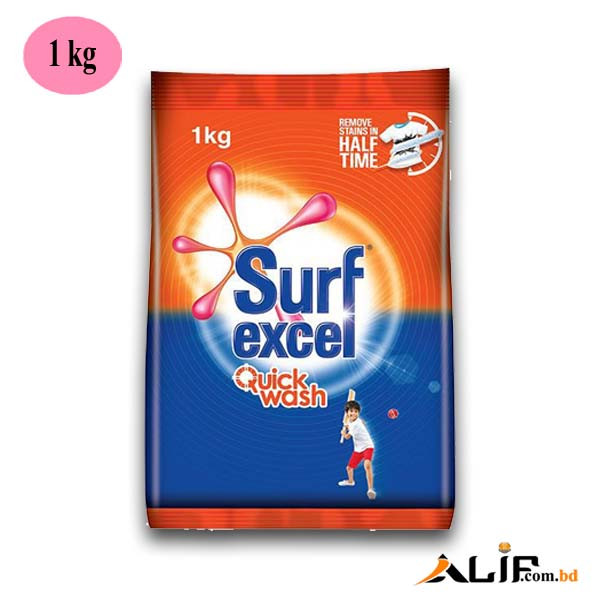 1 kg
1kg
REMOVE
STAINS IN
HALF
TIME
Surf®
excel
Quick
wash
ALIF.com.bd